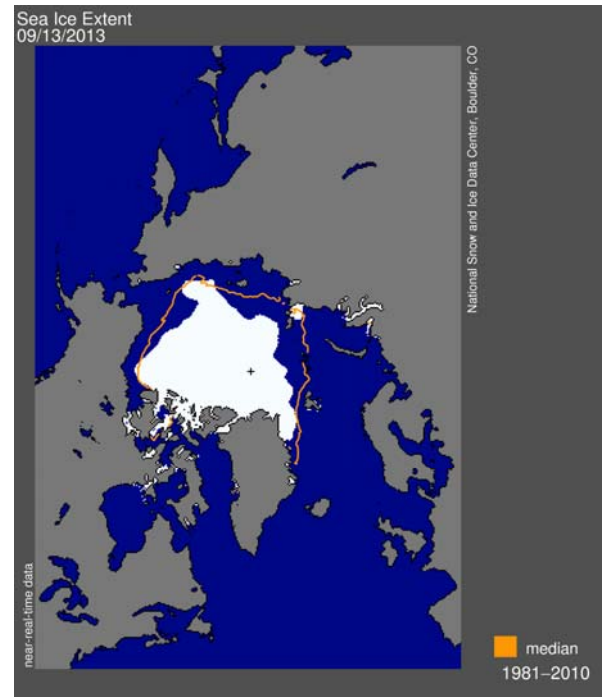 Sea Ice Extent
09/13/2013
National Snow and Ice Data Center, Boulder, CO
near-real-time data
median
1981–2010